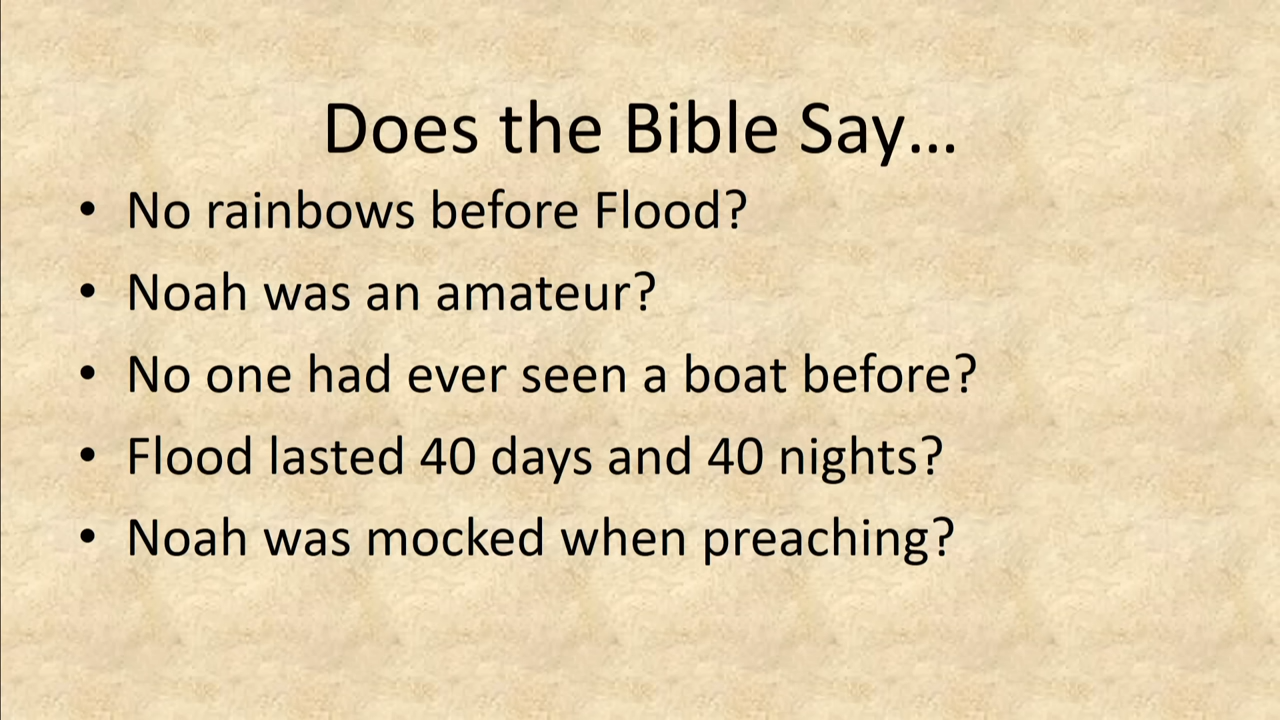 Does the Bible Say...
• No rainbows before Flood?
• Noah was an amateur?
• No one had ever seen a boat before?
• Flood lasted 40 days and 40 nights?
• Noah was mocked when preaching?